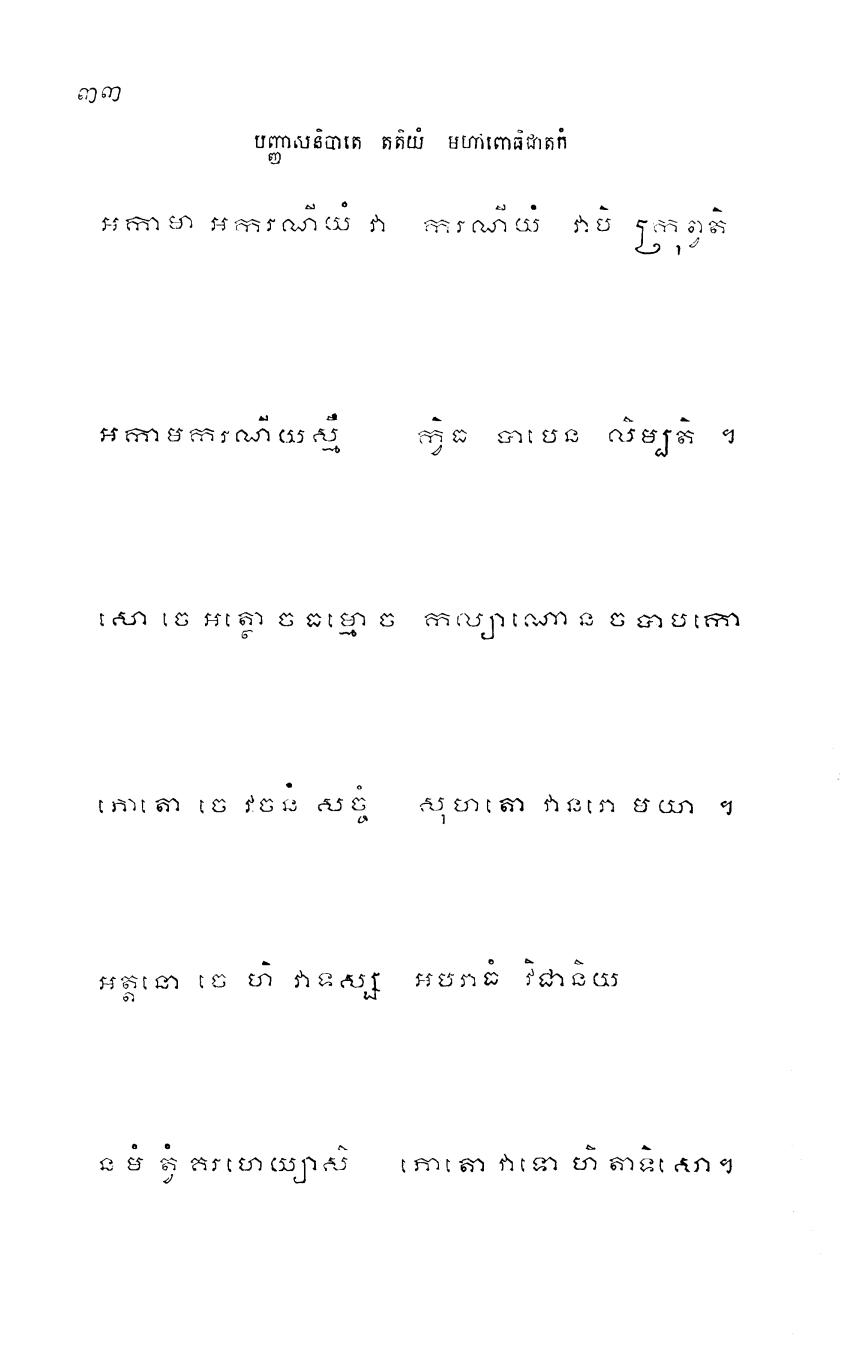 ៣៣
បញ្ញាសនិបាតេ តតិយំ មហាពោធិជាតកំ
អកាមា អករណីយំ វា ករណីយំ វាបិ ក្រុព្វតិ
អកាមករណីយស្មឹ ក្វិធ បាបេន លិម្បតិ ។
សោ ចេ អត្ថោ ច ធម្មោ ច កល្យាណោ ន ច បាបកោ
ភោតោ ចេ វចនំ សច្ចំ សុហតោ វានរោ មយា ។
អត្តនោ ចេ ហិ វាទស្ស អបរាធំ វិជានិយ
ន មំ ត្វំ គរហេយ្យាសិ ភោតោ វាទោ ហិ តាទិសោ។